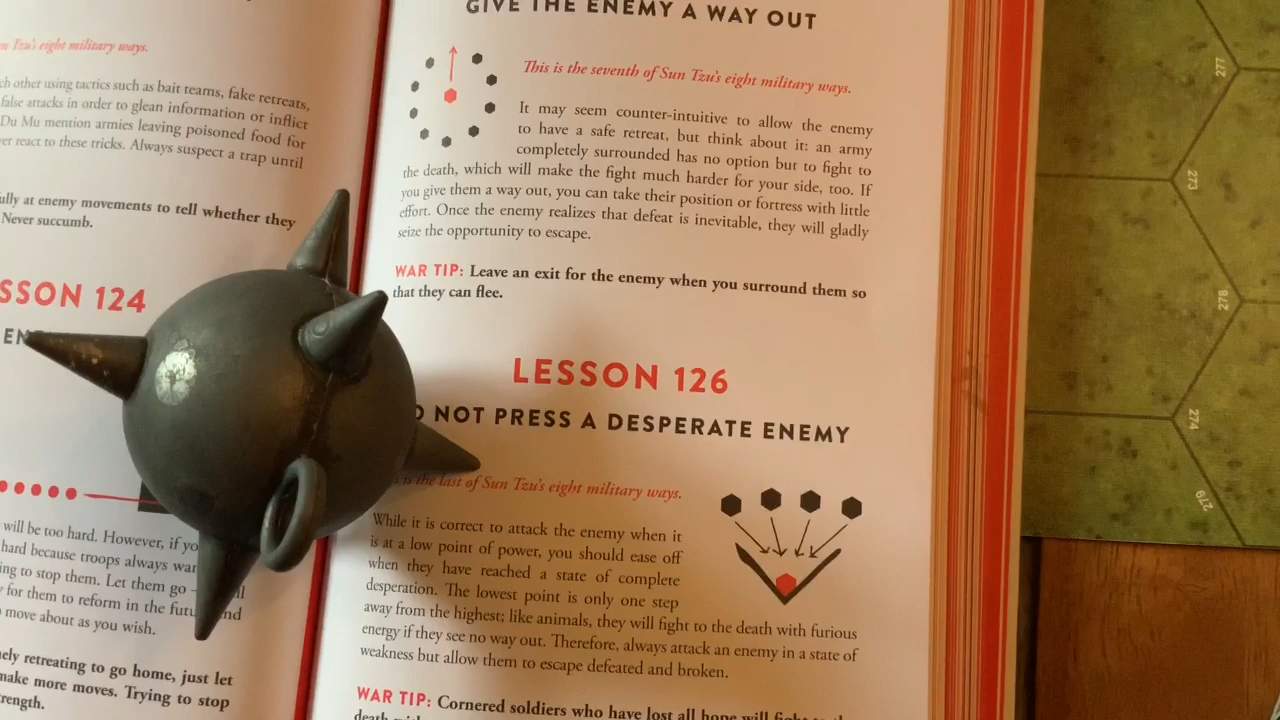 n Tzu's eight military ways.
ch other using tactics such as bait teams, fake retreats,
false attacks in order to glean information or inflict
Du Mu mention armies leaving poisoned food for
er react to these tricks. Always suspect a trap until
ully at enemy movements to tell whether they
Never succumb.
SSON 124
EN
will be too hard. However, if yo
hard because troops always wan
ing to stop them. Let them go –
y for them to reform in the futu nd
move about as you wish.
ely retreating to go home, just let
make more moves. Trying to stop
rength.
GIVE THE ENEMY A WAY OUT
This is the seventh of Sun Tzu's eight military ways.
It may seem counter-intuitive to allow the enemy
to have a safe retreat, but think about it: an army
completely surrounded has no option but to fight to
the death, which will make the fight much harder for your side, too. If
you give them a way out, you can take their position or fortress with little
effort. Once the enemy realizes that defeat is inevitable, they will gladly
seize the opportunity to escape.
WAR TIP: Leave an exit for the enemy when you surround them so
that they can flee.
LESSON 126
O NOT PRESS A DESPERATE ENEMY
is the last of Sun Tzu's eight military ways.
While it is correct to attack the enemy when it
is at a low point of power, you should ease off
when they have reached a state of complete
desperation. The lowest point is only one step
away from the highest; like animals, they will fight to the death with furious
energy if they see no way out. Therefore, always attack an enemy in a state of
weakness but allow them to escape defeated and broken.
WAR TIP: Cornered soldiers who have lost all hope will fight to the
277
273
278
274
279